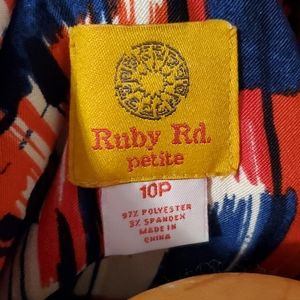 Ruby Rd.
petite
10P
97% POLYESTER
3% SPANDEX
MADE IN
CHINA